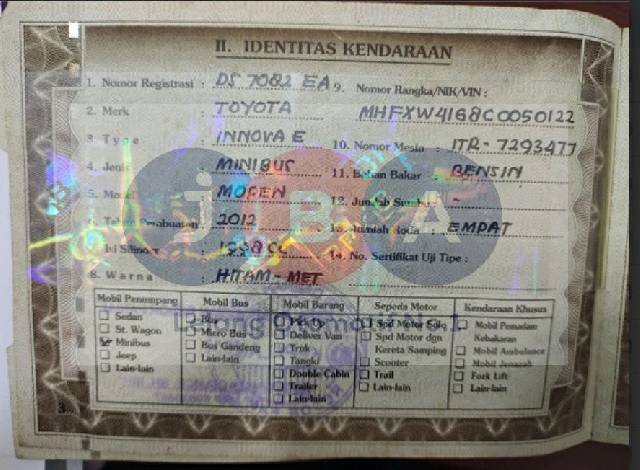 II. IDENTITAS KENDARAAN
1. Nomor Registrasi : DS 7082 EA
2. Merk : TOYOTA
3. Type : INNOVA E
4. Jenis : MINIBUS
5. Model : MOPEN
6. Tahun Pembuatan : 2012
7. Isi Silinder : 1998 CC
8. Warna : HITAM - MET
9. Nomor Rangka/NIK/VIN :
MHFXW41G8C0050122
10. Nomor Mesin : 1TR - 7293477
11. Bahan Bakar : BENSIN
12. Jumlah Sumbu : -
13. Jumlah Roda : EMPAT
14. No. Sertifikat Uji Tipe :
JBA
Mobil Penumpang
Sedan
St. Wagon
Minibus
Jeep
Lain-lain
Mobil Bus
Bus
Micro Bus
Bus Gandeng
Lain-lain
Mobil Barang
Deliver Van
Truk
Tangki
Double Cabin
Trailer
Lain-lain
Sepeda Motor
Spd Motor Solo
Spd Motor dgn
Kereta Samping
Scooter
Trail
Lain-lain
Kendaraan Khusus
Mobil Pemadam
Kebakaran
Mobil Ambulance
Mobil Jenazah
Fork Lift
Lain-lain
3